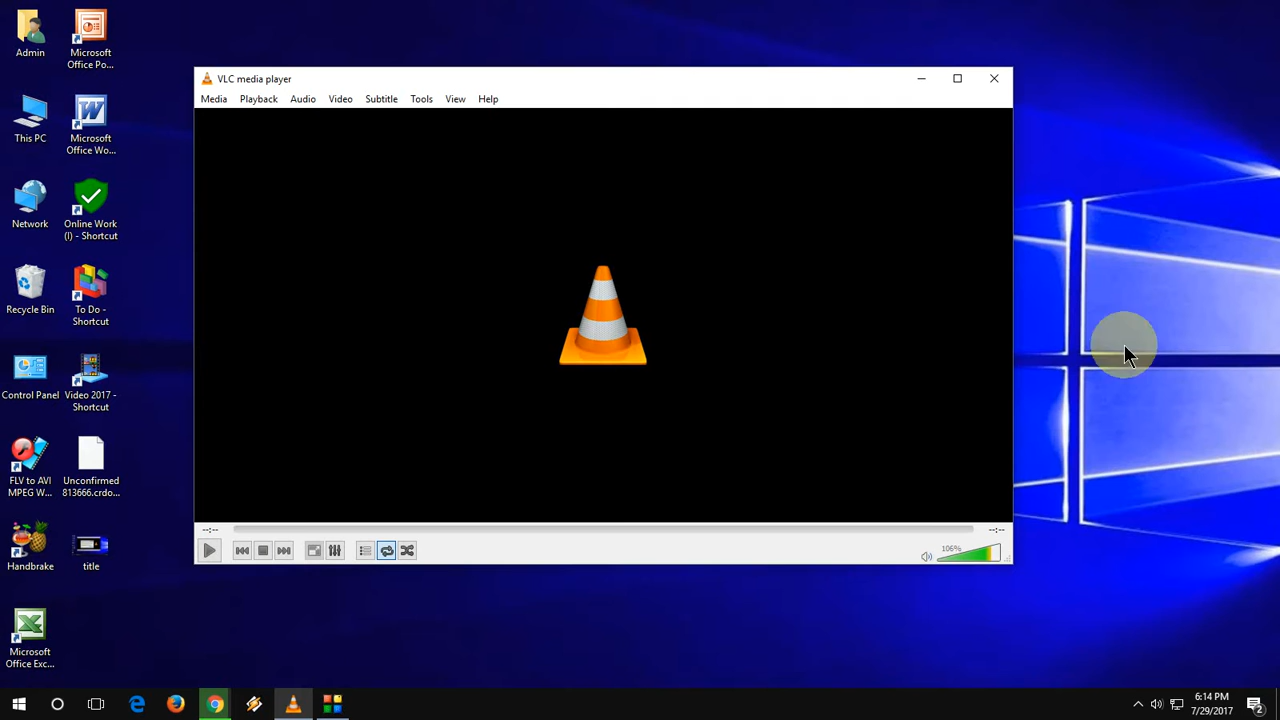 Admin
Microsoft
Office Po...
This PC
Microsoft
Office Wo...
Network
Online Work
(I) - Shortcut
Recycle Bin
To Do -
Shortcut
Control Panel
Video 2017 -
Shortcut
FLV to AVI
MPEG W...
Unconfirmed
813666.crdo...
Handbrake
title
Microsoft
Office Exc...
VLC media player
Media Playback Audio Video Subtitle Tools View Help
--:-- --:--
106%
6:14 PM
7/29/2017
2